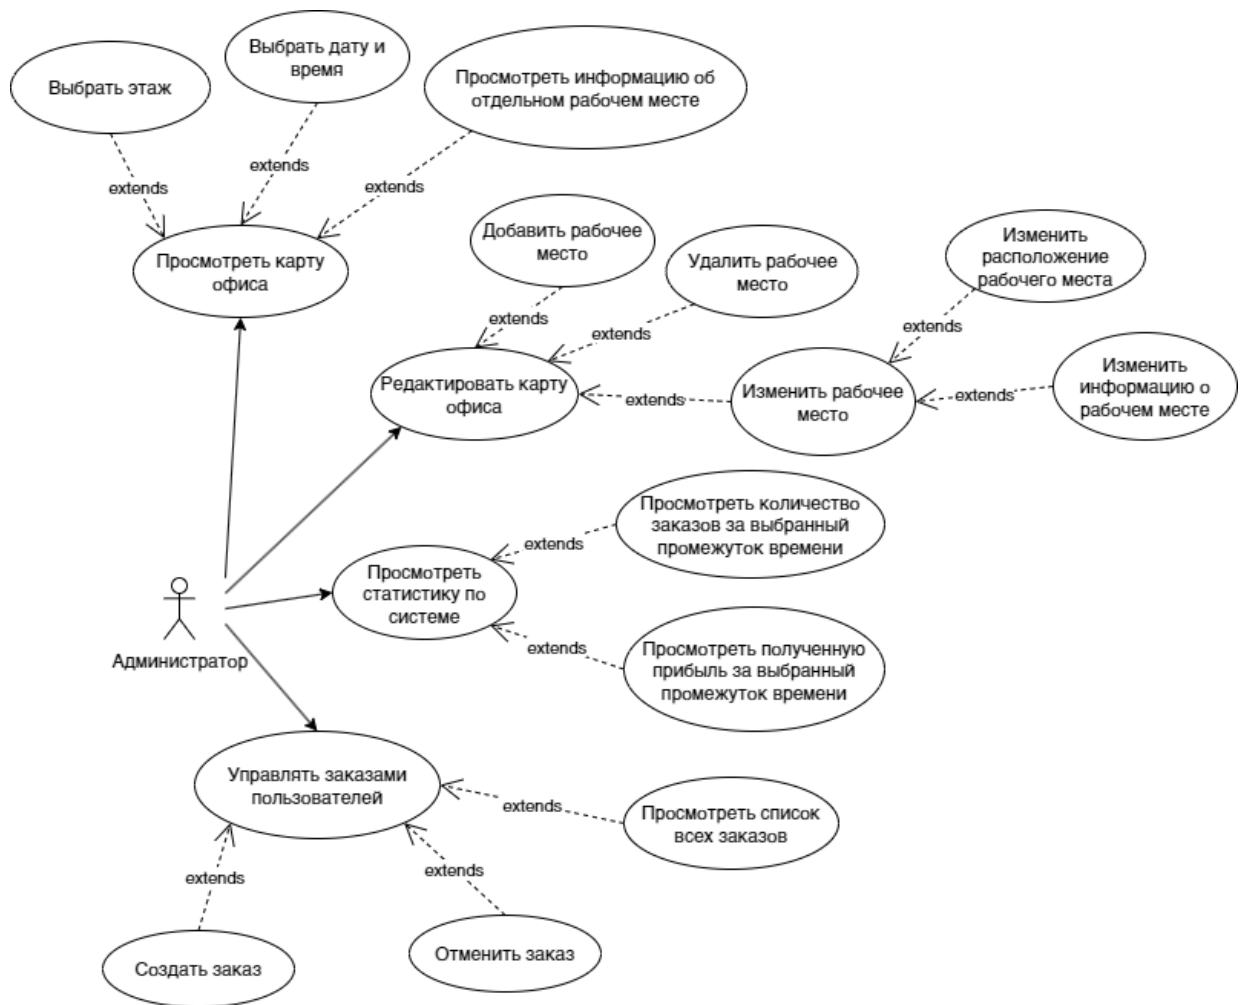 Выбрать этаж
Выбрать дату и
время
Просмотреть информацию об
отдельном рабочем месте
extends
extends
extends
Просмотреть карту
офиса
Добавить рабочее
место
Удалить рабочее
место
Изменить
расположение
рабочего места
extends
extends
extends
Редактировать карту
офиса
extends
Изменить рабочее
место
extends
Изменить
информацию о
рабочем месте
Просмотреть количество
заказов за выбранный
промежуток времени
extends
Просмотреть
статистику по
системе
extends
Просмотреть полученную
прибыль за выбранный
промежуток времени
Администратор
Управлять заказами
пользователей
extends
Просмотреть список
всех заказов
extends
extends
Создать заказ
Отменить заказ